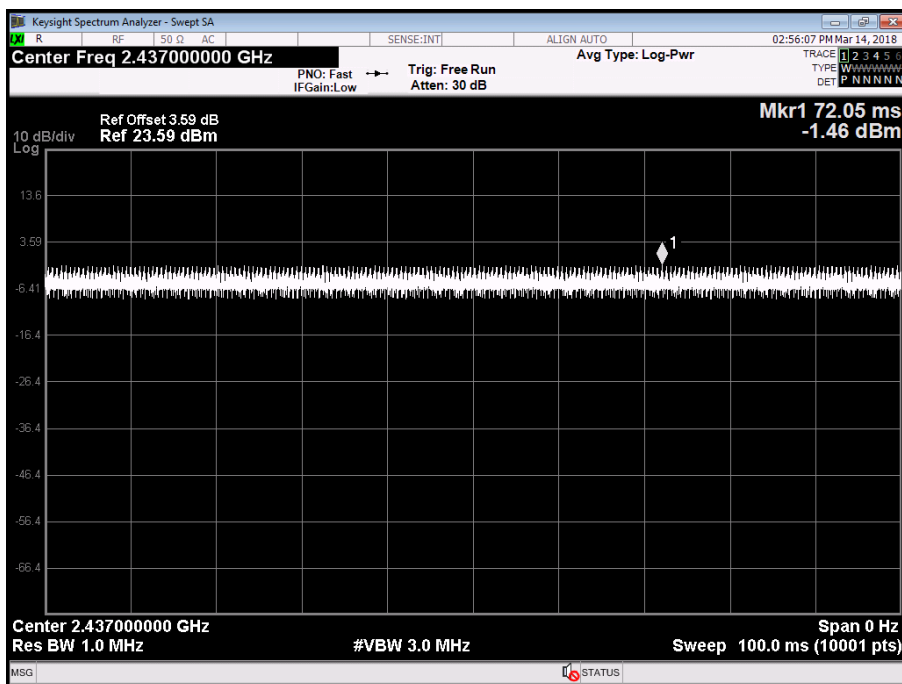 Keysight Spectrum Analyzer - Swept SA
LXI R RF 50 Ω AC SENSE:INT ALIGN AUTO 02:56:07 PM Mar 14, 2018
Center Freq 2.437000000 GHz
PNO: Fast
IFGain:Low
Trig: Free Run
Atten: 30 dB
Avg Type: Log-Pwr
TRACE 1 2 3 4 5 6
TYPE WWWWWW
DET P N N N N N
Mkr1 72.05 ms
-1.46 dBm
Ref Offset 3.59 dB
10 dB/div Ref 23.59 dBm
Log
13.6
3.59
1
-6.41
-16.4
-26.4
-36.4
-46.4
-56.4
-66.4
Center 2.437000000 GHz Span 0 Hz
Res BW 1.0 MHz #VBW 3.0 MHz Sweep 100.0 ms (10001 pts)
MSG STATUS